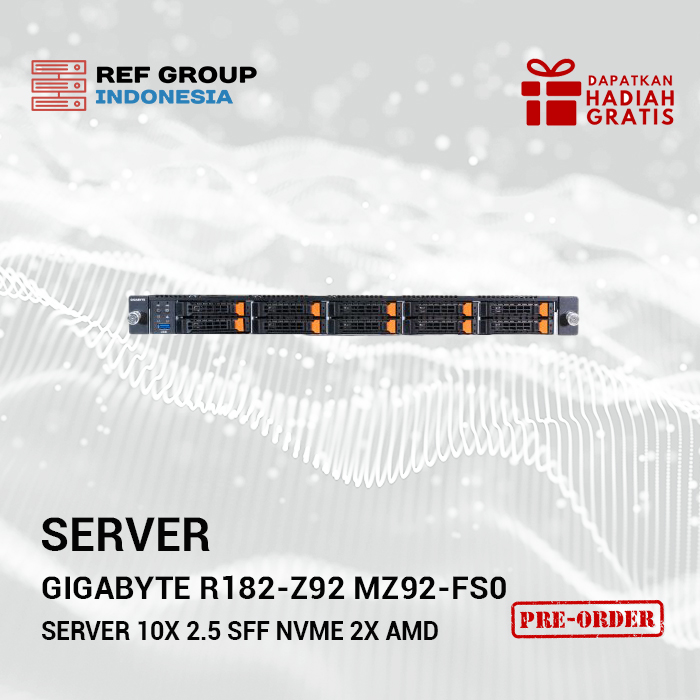 REF GROUP
INDONESIA
DAPATKAN
HADIAH
GRATIS
GIGABYTE
SERVER
GIGABYTE R182-Z92 MZ92-FS0
SERVER 10X 2.5 SFF NVME 2X AMD
PRE-ORDER